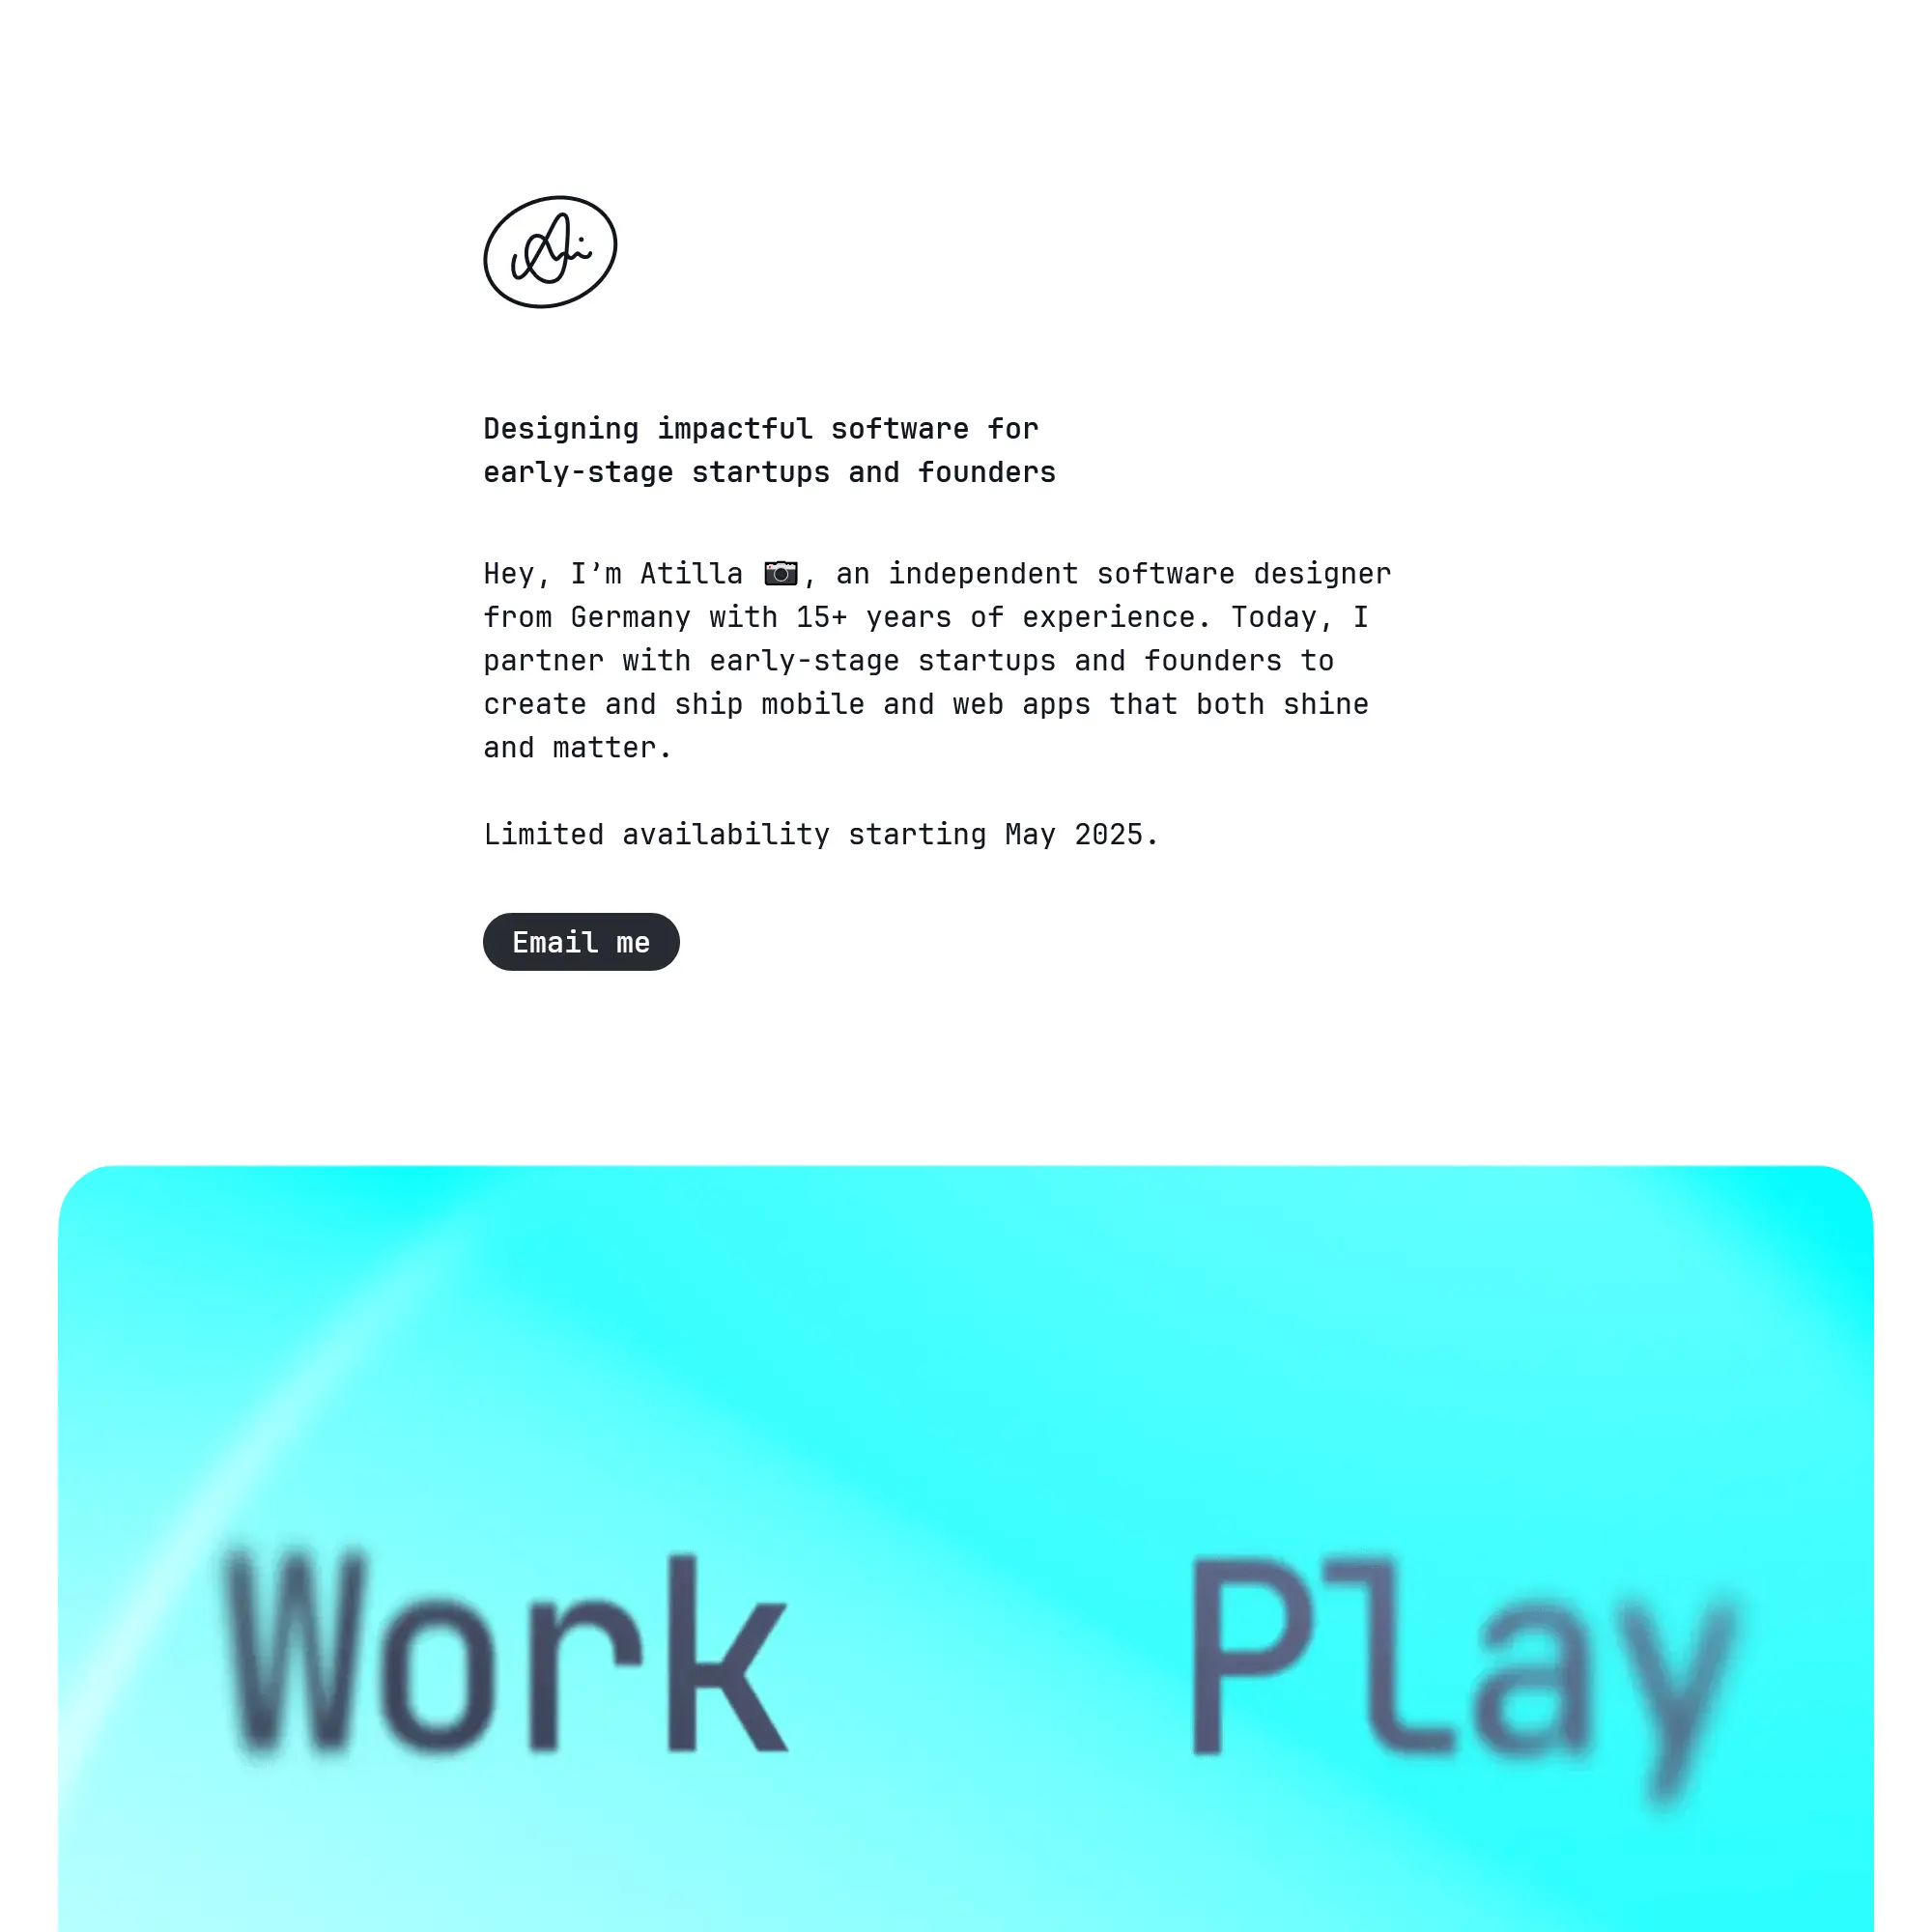 Designing impactful software for
early-stage startups and founders
Hey, I’m Atilla 📷, an independent software designer
from Germany with 15+ years of experience. Today, I
partner with early-stage startups and founders to
create and ship mobile and web apps that both shine
and matter.
Limited availability starting May 2025.
Email me
Work Play